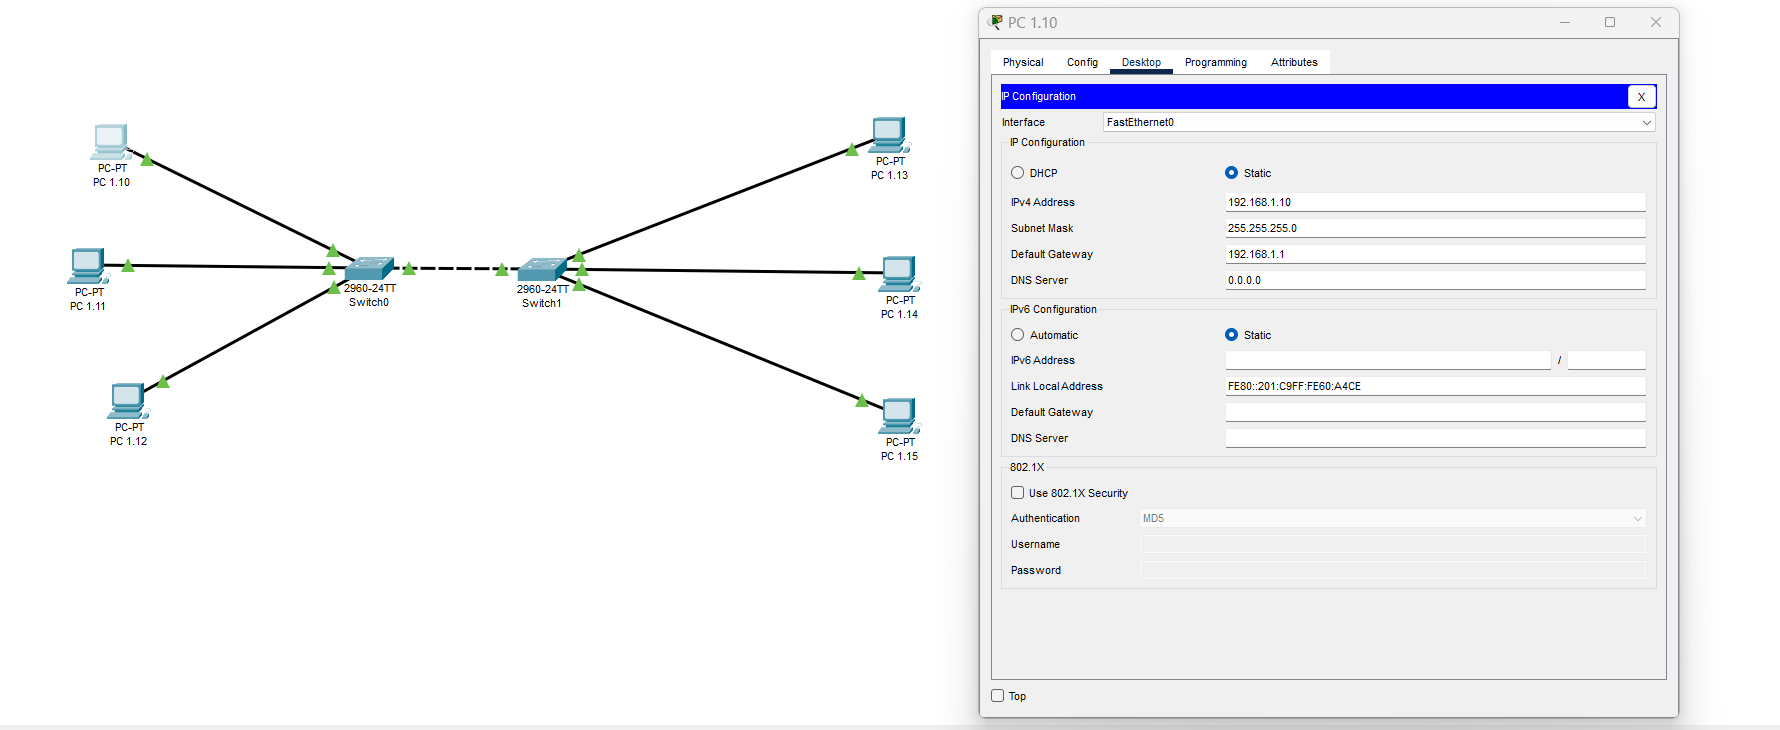 PC-PT
PC 1.10
PC-PT
PC 1.11
PC-PT
PC 1.12
2960-24TT
Switch0
2960-24TT
Switch1
PC-PT
PC 1.13
PC-PT
PC 1.14
PC-PT
PC 1.15
PC 1.10
Physical Config Desktop Programming Attributes
IP Configuration X
Interface FastEthernet0
IP Configuration
DHCP Static
IPv4 Address 192.168.1.10
Subnet Mask 255.255.255.0
Default Gateway 192.168.1.1
DNS Server 0.0.0.0
IPv6 Configuration
Automatic Static
IPv6 Address /
Link Local Address FE80::201:C9FF:FE60:A4CE
Default Gateway
DNS Server
802.1X
Use 802.1X Security
Authentication MD5
Username
Password
Top